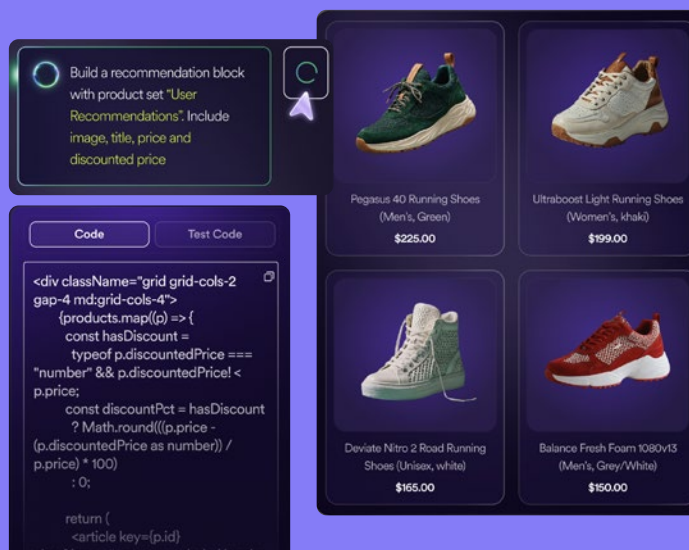 Build a recommendation block
with product set "User
Recommendations". Include
image, title, price and
discounted price
Code
Test Code
<div className="grid grid-cols-2
gap-4 md:grid-cols-4">
{products.map((p) => {
const hasDiscount =
typeof p.discountedPrice ===
"number" && p.discountedPrice! <
p.price;
const discountPct = hasDiscount
? Math.round(((p.price -
(p.discountedPrice as number)) /
p.price) * 100)
: 0;
return (
<article key={p.id}
Pegasus 40 Running Shoes
(Men's, Green)
$225.00
Ultraboost Light Running Shoes
(Women's, khaki)
$199.00
Deviate Nitro 2 Road Running
Shoes (Unisex, white)
$165.00
Balance Fresh Foam 1080v13
(Men's, Grey/White)
$150.00